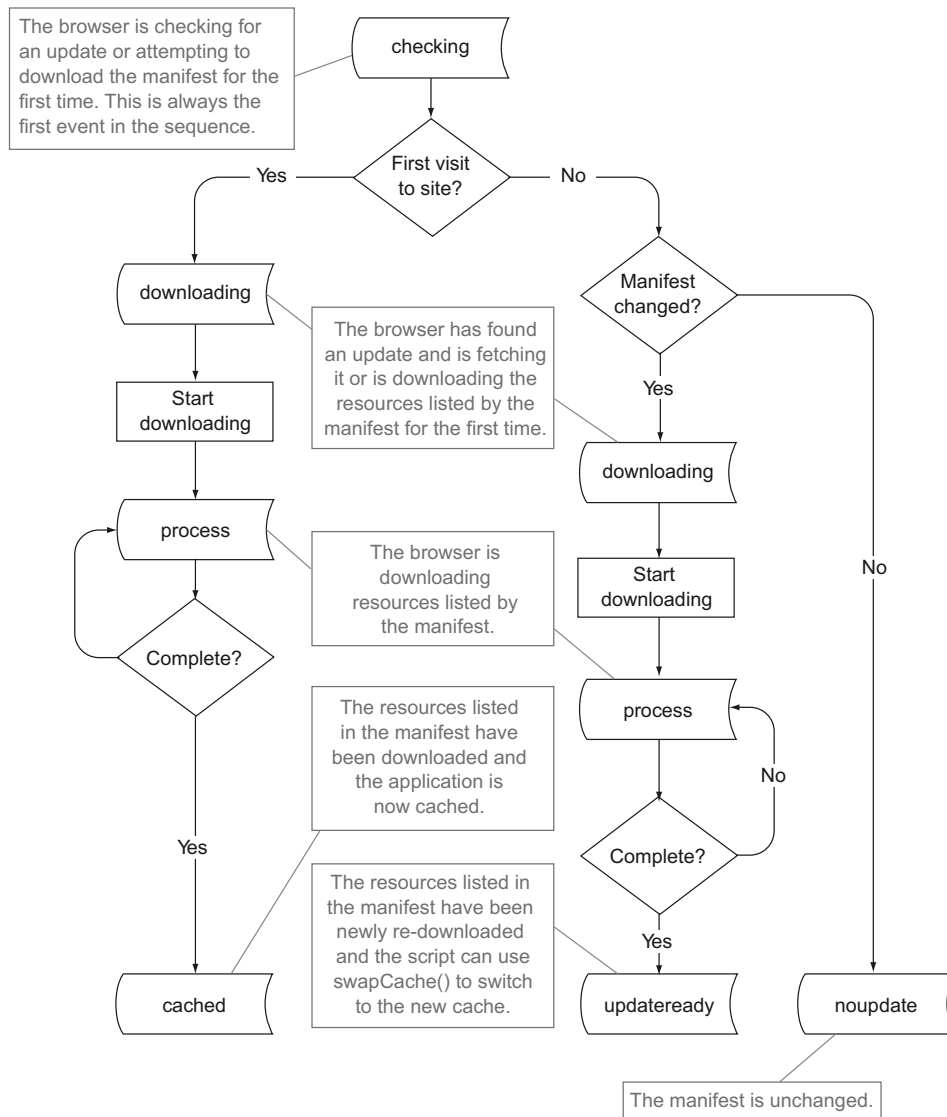 The browser is checking for
an update or attempting to
download the manifest for the
first time. This is always the
first event in the sequence.
checking
First visit
to site?
Yes
No
downloading
Manifest
changed?
The browser has found
an update and is fetching
it or is downloading the
resources listed by the
manifest for the first time.
Yes
Start
downloading
downloading
process
The browser is
downloading
resources listed by
the manifest.
No
Start
downloading
Complete?
process
The resources listed
in the manifest have
been downloaded and
the application is
now cached.
No
Yes
Complete?
The resources listed in
the manifest have been
newly re-downloaded
and the script can use
swapCache() to switch
to the new cache.
Yes
cached
updateready
noupdate
The manifest is unchanged.